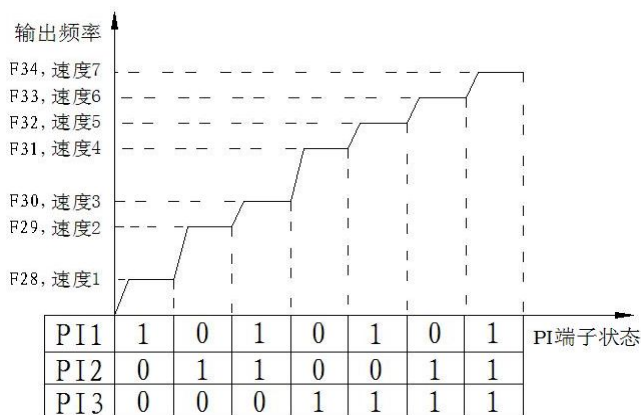 输出频率
F34,速度7
F33,速度6
F32,速度5
F31,速度4
F30,速度3
F29,速度2
F28,速度1
PI1 1 0 1 0 1 0 1 PI端子状态
PI2 0 1 1 0 0 1 1
PI3 0 0 0 1 1 1 1